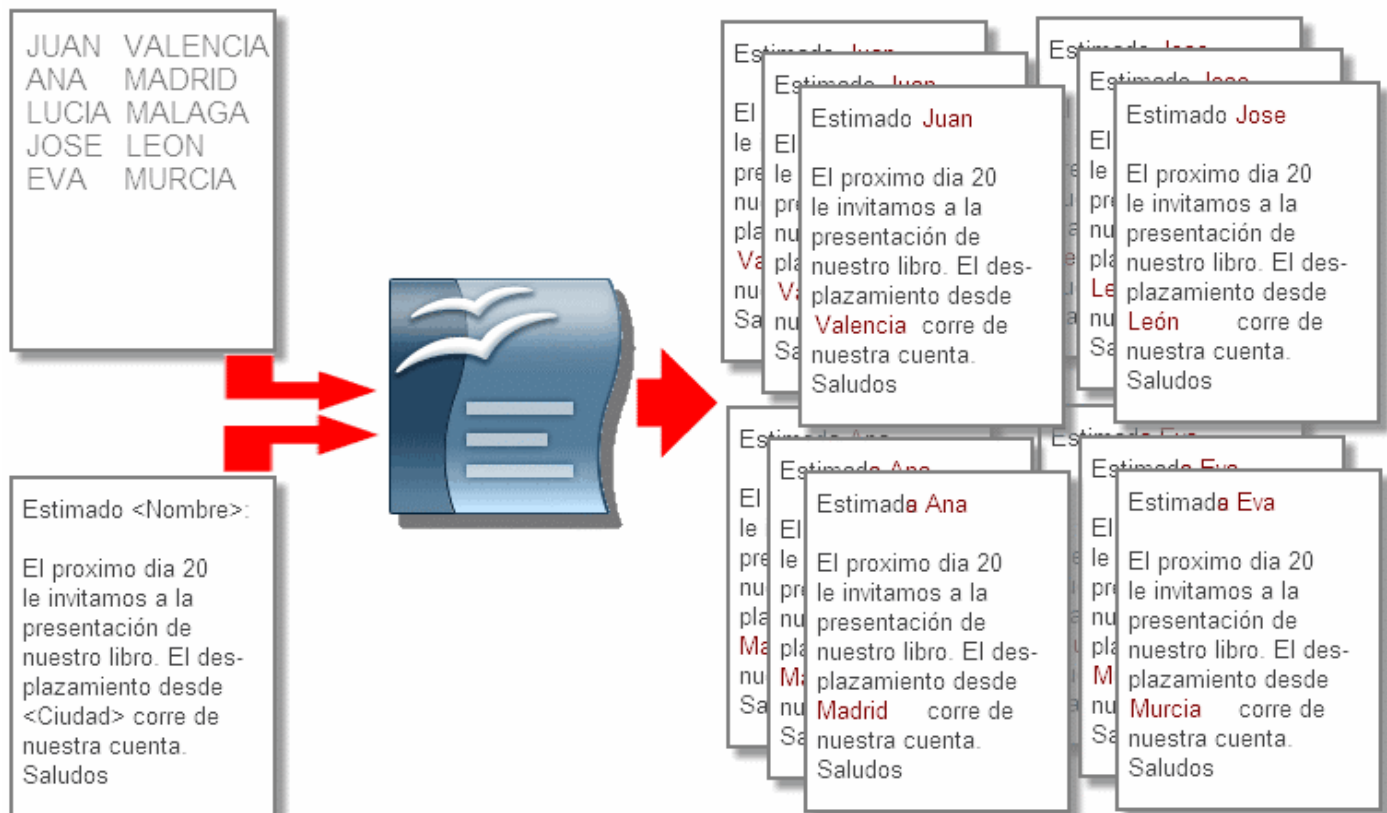 JUAN VALENCIA
ANA MADRID
LUCIA MALAGA
JOSE LEON
EVA MURCIA
Estimado <Nombre>:
El proximo dia 20
le invitamos a la
presentación de
nuestro libro. El des-
plazamiento desde
<Ciudad> corre de
nuestra cuenta.
Saludos
Estimado Juan
El proximo dia 20
le invitamos a la
presentación de
nuestro libro. El des-
plazamiento desde
Valencia corre de
nuestra cuenta.
Saludos
Estimado Jose
El proximo dia 20
le invitamos a la
presentación de
nuestro libro. El des-
plazamiento desde
León corre de
nuestra cuenta.
Saludos
Estimada Ana
El proximo dia 20
le invitamos a la
presentación de
nuestro libro. El des-
plazamiento desde
Madrid corre de
nuestra cuenta.
Saludos
Estimada Eva
El proximo dia 20
le invitamos a la
presentación de
nuestro libro. El des-
plazamiento desde
Murcia corre de
nuestra cuenta.
Saludos